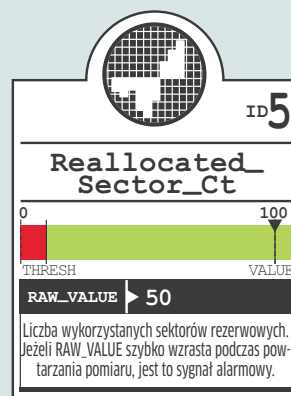 ID5
Reallocated_
Sector_Ct
0 100
THRESH VALUE
RAW_VALUE 50
Liczba wykorzystanych sektorów rezerwowych.
Jeżeli RAW_VALUE szybko wzrasta podczas pow-
tarzania pomiaru, jest to sygnał alarmowy.